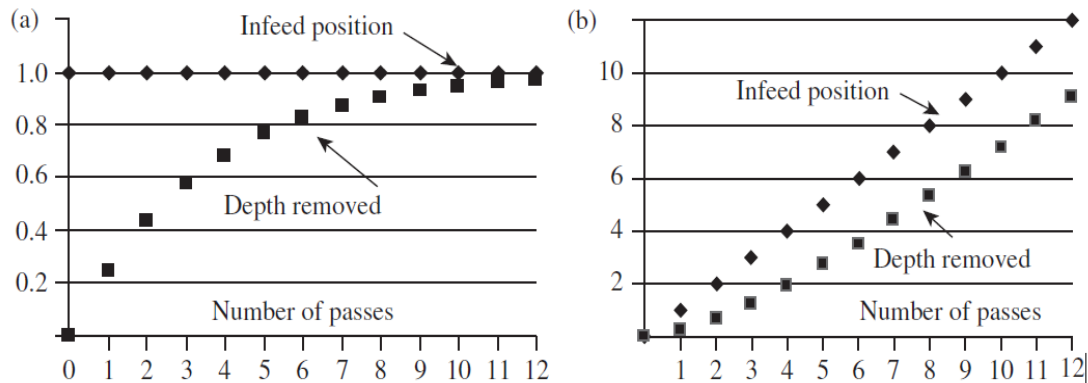 (a)
Infeed position
1.0
0.8
0.6
0.4
0.2
Depth removed
Number of passes
0 1 2 3 4 5 6 7 8 9 10 11 12
(b)
10
8
6
4
2
Infeed position
Depth removed
Number of passes
1 2 3 4 5 6 7 8 9 10 11 12